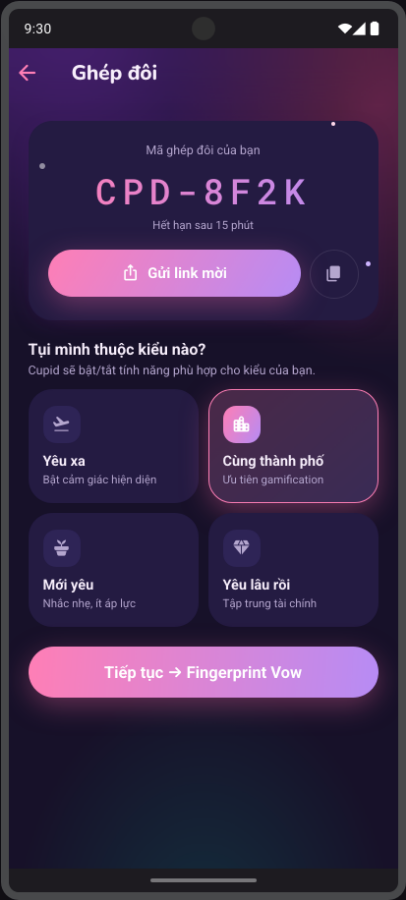 9:30
Ghép đôi
Mã ghép đôi của bạn
CPD-8F2K
Hết hạn sau 15 phút
Gửi link mời
Tụi mình thuộc kiểu nào?
Cupid sẽ bật/tắt tính năng phù hợp cho kiểu của bạn.
Yêu xa
Bật cảm giác hiện diện
Cùng thành phố
Ưu tiên gamification
Mới yêu
Nhắc nhẹ, ít áp lực
Yêu lâu rồi
Tập trung tài chính
Tiếp tục → Fingerprint Vow